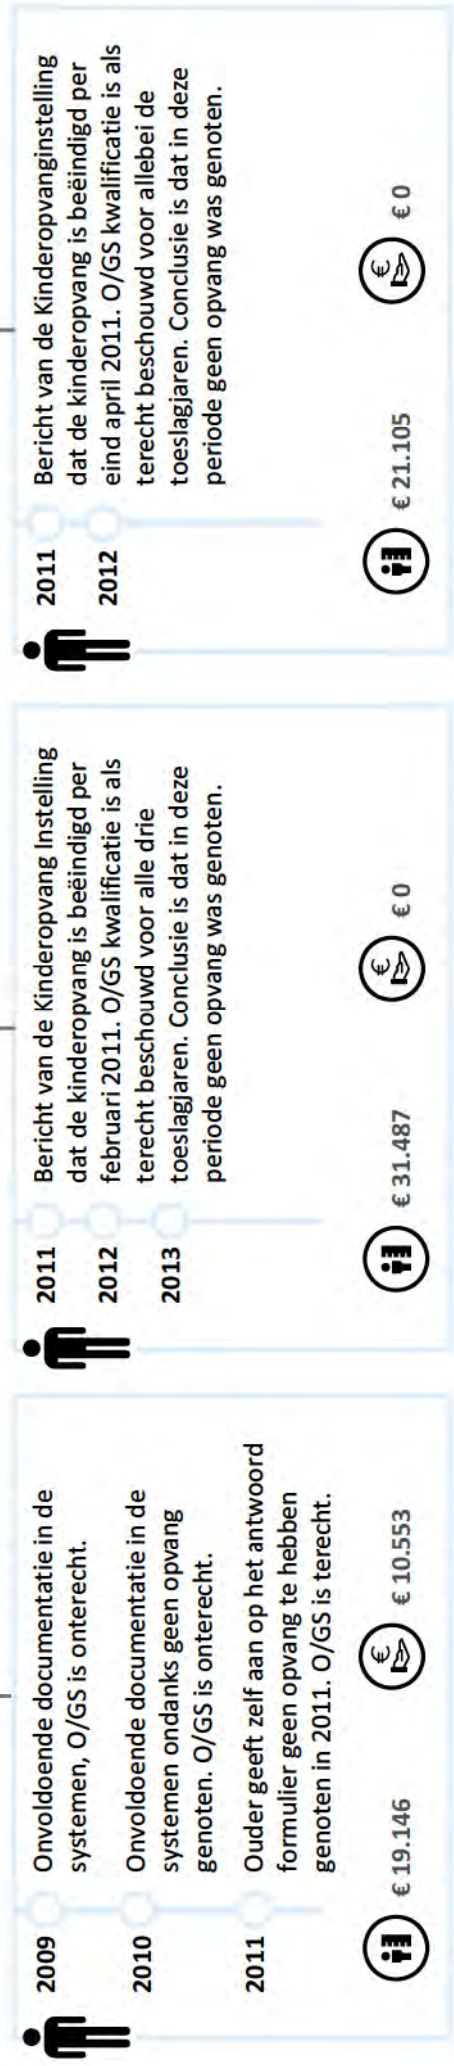 2009
Onvoldoende documentatie in de
systemen, O/GS is onterecht.
2010
Onvoldoende documentatie in de
systemen ondanks geen opvang
genoten. O/GS is onterecht.
2011
Ouder geeft zelf aan op het antwoord
formulier geen opvang te hebben
genoten in 2011. O/GS is terecht.
€ 19.146
€ 10.553
2011
2012
2013
Bericht van de Kinderopvang Instelling
dat de kinderopvang is beëindigd per
februari 2011. O/GS kwalificatie is als
terecht beschouwd voor alle drie
toeslagjaren. Conclusie is dat in deze
periode geen opvang was genoten.
€ 31.487
€ 0
2011
2012
Bericht van de Kinderopvanginstelling
dat de kinderopvang is beëindigd per
eind april 2011. O/GS kwalificatie is als
terecht beschouwd voor allebei de
toeslagjaren. Conclusie is dat in deze
periode geen opvang was genoten.
€ 21.105
€ 0